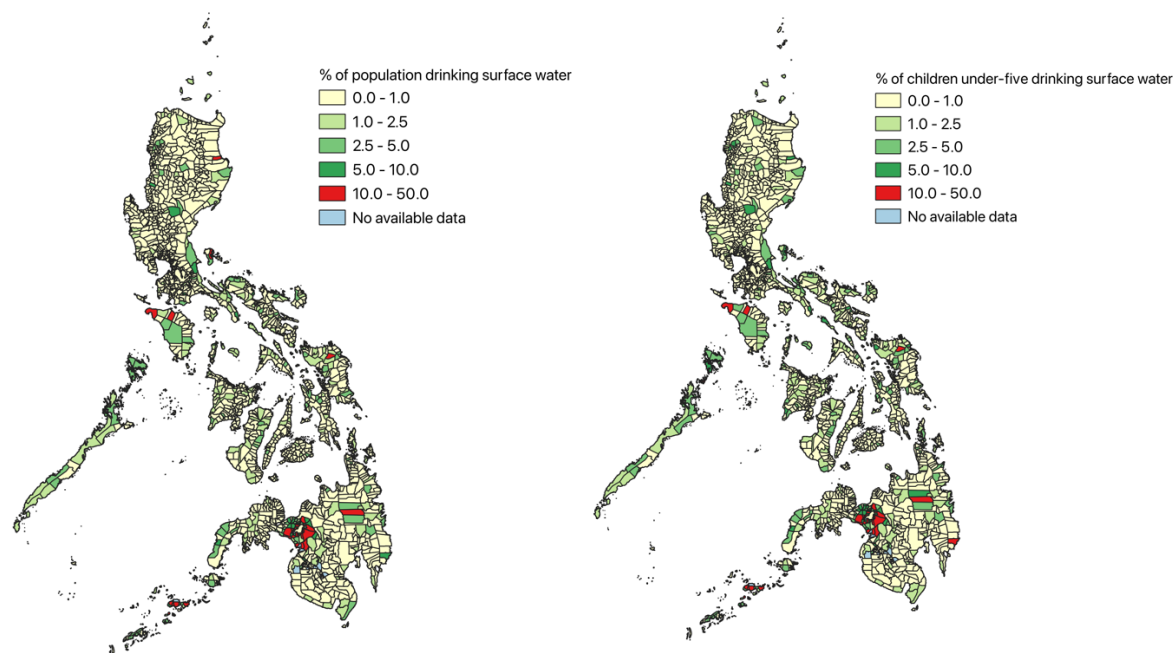 % of population drinking surface water
0.0 - 1.0
1.0 - 2.5
2.5 - 5.0
5.0 - 10.0
10.0 - 50.0
No available data
% of children under-five drinking surface water
0.0 - 1.0
1.0 - 2.5
2.5 - 5.0
5.0 - 10.0
10.0 - 50.0
No available data